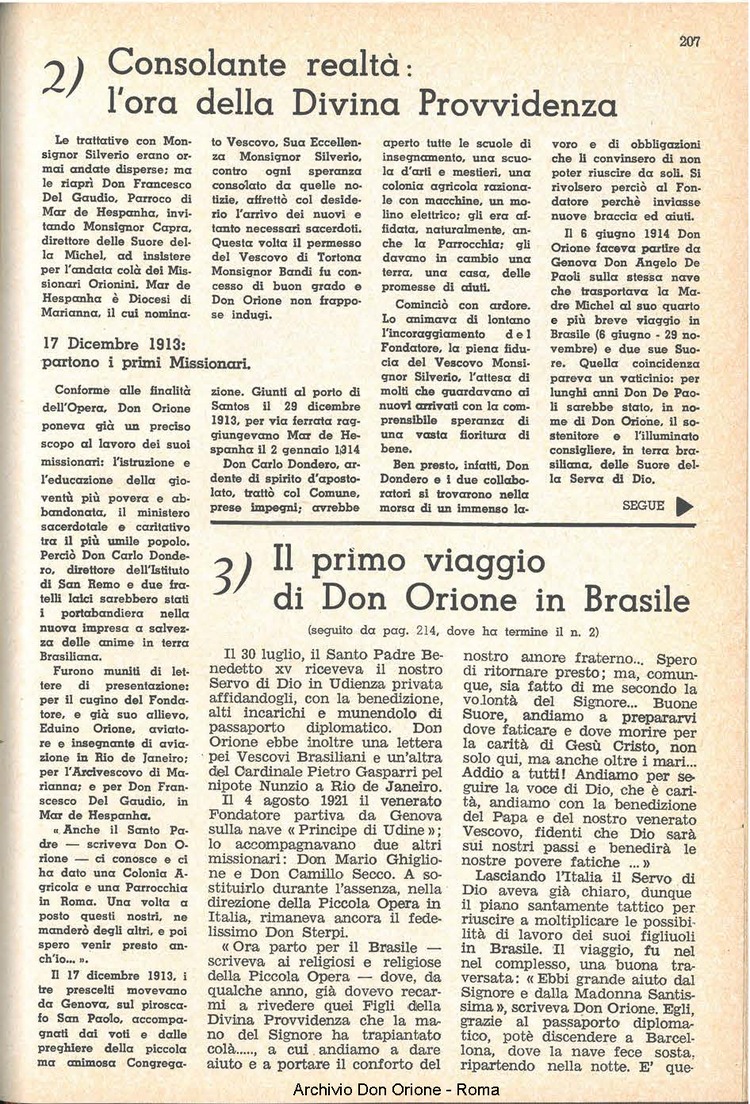 207
2) Consolante realtà:
l'ora della Divina Provvidenza
Le trattative con Mon-
signor Silverio erano or-
mai andate disperse; ma
le riaprì Don Francesco
Del Gaudio, Parroco di
Mar de Hespanha, invi-
tando Monsignor Capra,
direttore delle Suore del-
la Michel, ad insistere
per l'andata colà dei Mis-
sionari Orionini. Mar de
Hespanha è Diocesi di
Marianna, il cui nomina-
to Vescovo, Sua Eccellen-
za Monsignor Silverio,
contro ogni speranza
consolato da quelle no-
tizie, affrettò col deside-
rio l'arrivo dei nuovi e
tanto necessari sacerdoti.
Questa volta il permesso
del Vescovo di Tortona
Monsignor Bandi fu con-
cesso di buon grado e
Don Orione non frappo-
se indugi.
17 Dicembre 1913:
partono i primi Missionari.
Conforme alle finalità
dell'Opera, Don Orione
poneva già un preciso
scopo al lavoro dei suoi
missionari: l'istruzione e
l'educazione della gio-
ventù più povera e ab-
bandonata, il ministero
sacerdotale e caritativo
tra il più umile popolo.
Perciò Don Carlo Donde-
ro, direttore dell'Istituto
di San Remo e due fra-
telli laici sarebbero stati
i portabandiera nella
nuova impresa a salvez-
za delle anime in terra
Brasiliana.
Furono muniti di let-
tere di presentazione:
per il cugino del Fonda-
tore, e già suo allievo,
Eduino Orione, aviato-
re e insegnante di avia-
zione in Rio de Janeiro;
per l'Arcivescovo di Ma-
rianna; e per Don Fran-
scesco Del Gaudio, in
Mar de Hespanha.
« Anche il Santo Pa-
dre — scriveva Don O-
rione — ci conosce e ci
ha dato una Colonia A-
gricola e una Parrocchia
in Roma. Una volta a
posto questi nostri, ne
manderò degli altri, e poi
spero venir presto an-
ch'io... ».
Il 17 dicembre 1913, i
tre prescelti movevano
da Genova, sul pirosca-
fo San Paolo, accompa-
gnati dai voti e dalle
preghiere della piccola
ma animosa Congrega-
zione. Giunti al porto di
Santos il 29 dicembre
1913, per via ferrata rag-
giungevano Mar de He-
spanha il 2 gennaio 1914
Don Carlo Dondero, ar-
dente di spirito d'aposto-
lato, trattò col Comune,
prese impegni; avrebbe
aperto tutte le scuole di
insegnamento, una scuo-
la d'arti e mestieri, una
colonia agricola raziona-
le con macchine, un mo-
lino elettrico; gli era af-
fidata, naturalmente, an-
che la Parrocchia; gli
davano in cambio una
terra, una casa, delle
promesse di aiuti.
Cominciò con ardore.
Lo animava di lontano
l'incoraggiamento del
Fondatore, la piena fidu-
cia del Vescovo Monsi-
gnor Silverio, l'attesa di
molti che guardavano ai
nuovi arrivati con la com-
prensibile speranza di
una vasta fioritura di
bene.
Ben presto, infatti, Don
Dondero e i due collabo-
ratori si trovarono nella
morsa di un immenso la-
voro e di obbligazioni
che li convinsero di non
poter riuscire da soli. Si
rivolsero perciò al Fon-
datore perchè inviasse
nuove braccia ed aiuti.
Il 6 giugno 1914 Don
Orione faceva partire da
Genova Don Angelo De
Paoli sulla stessa nave
che trasportava la Ma-
dre Michel al suo quarto
e più breve viaggio in
Brasile (6 giugno - 29 no-
vembre) e due sue Suo-
re. Quella coincidenza
pareva un vaticinio: per
lunghi anni Don De Pao-
li sarebbe stato, in no-
me di Don Orione, il so-
stenitore e l'illuminato
consigliere, in terra bra-
siliana, delle Suore del-
la Serva di Dio.
SEGUE ▶
3) Il primo viaggio
di Don Orione in Brasile
(seguito da pag. 214, dove ha termine il n. 2)
Il 30 luglio, il Santo Padre Be-
nedetto xv riceveva il nostro
Servo di Dio in Udienza privata
affidandogli, con la benedizione,
alti incarichi e munendolo di
passaporto diplomatico. Don
Orione ebbe inoltre una lettera
pei Vescovi Brasiliani e un'altra
del Cardinale Pietro Gasparri pel
nipote Nunzio a Rio de Janeiro.
Il 4 agosto 1921 il venerato
Fondatore partiva da Genova
sulla nave « Principe di Udine »;
lo accompagnavano due altri
missionari: Don Mario Ghiglio-
ne e Don Camillo Secco. A so-
stituirlo durante l'assenza, nella
direzione della Piccola Opera in
Italia, rimaneva ancora il fede-
lissimo Don Sterpi.
« Ora parto per il Brasile —
scriveva ai religiosi e religiose
della Piccola Opera — dove, da
qualche anno, già dovevo recar-
mi a rivedere quei Figli della
Divina Provvidenza che la ma-
no del Signore ha trapiantato
colà....., a cui andiamo a dare
aiuto e a portare il conforto del
nostro amore fraterno... Spero
di ritornare presto; ma, comun-
que, sia fatto di me secondo la
volontà del Signore... Buone
Suore, andiamo a prepararvi
dove faticare e dove morire per
la carità di Gesù Cristo, non
solo qui, ma anche oltre i mari...
Addio a tutti! Andiamo per se-
guire la voce di Dio, che è cari-
tà, andiamo con la benedizione
del Papa e del nostro venerato
Vescovo, fidenti che Dio sarà
sui nostri passi e benedirà le
nostre povere fatiche ... »
Lasciando l'Italia il Servo di
Dio aveva già chiaro, dunque
il piano santamente tattico per
riuscire a moltiplicare le possibi-
lità di lavoro dei suoi figliuoli
in Brasile. Il viaggio, fu nel
nel complesso, una buona tra-
versata: « Ebbi grande aiuto dal
Signore e dalla Madonna Santis-
sima », scriveva Don Orione. Egli,
grazie al passaporto diploma-
tico, potè discendere a Barcel-
lona, dove la nave fece sosta,
ripartendo nella notte. E' que-
Archivio Don Orione - Roma